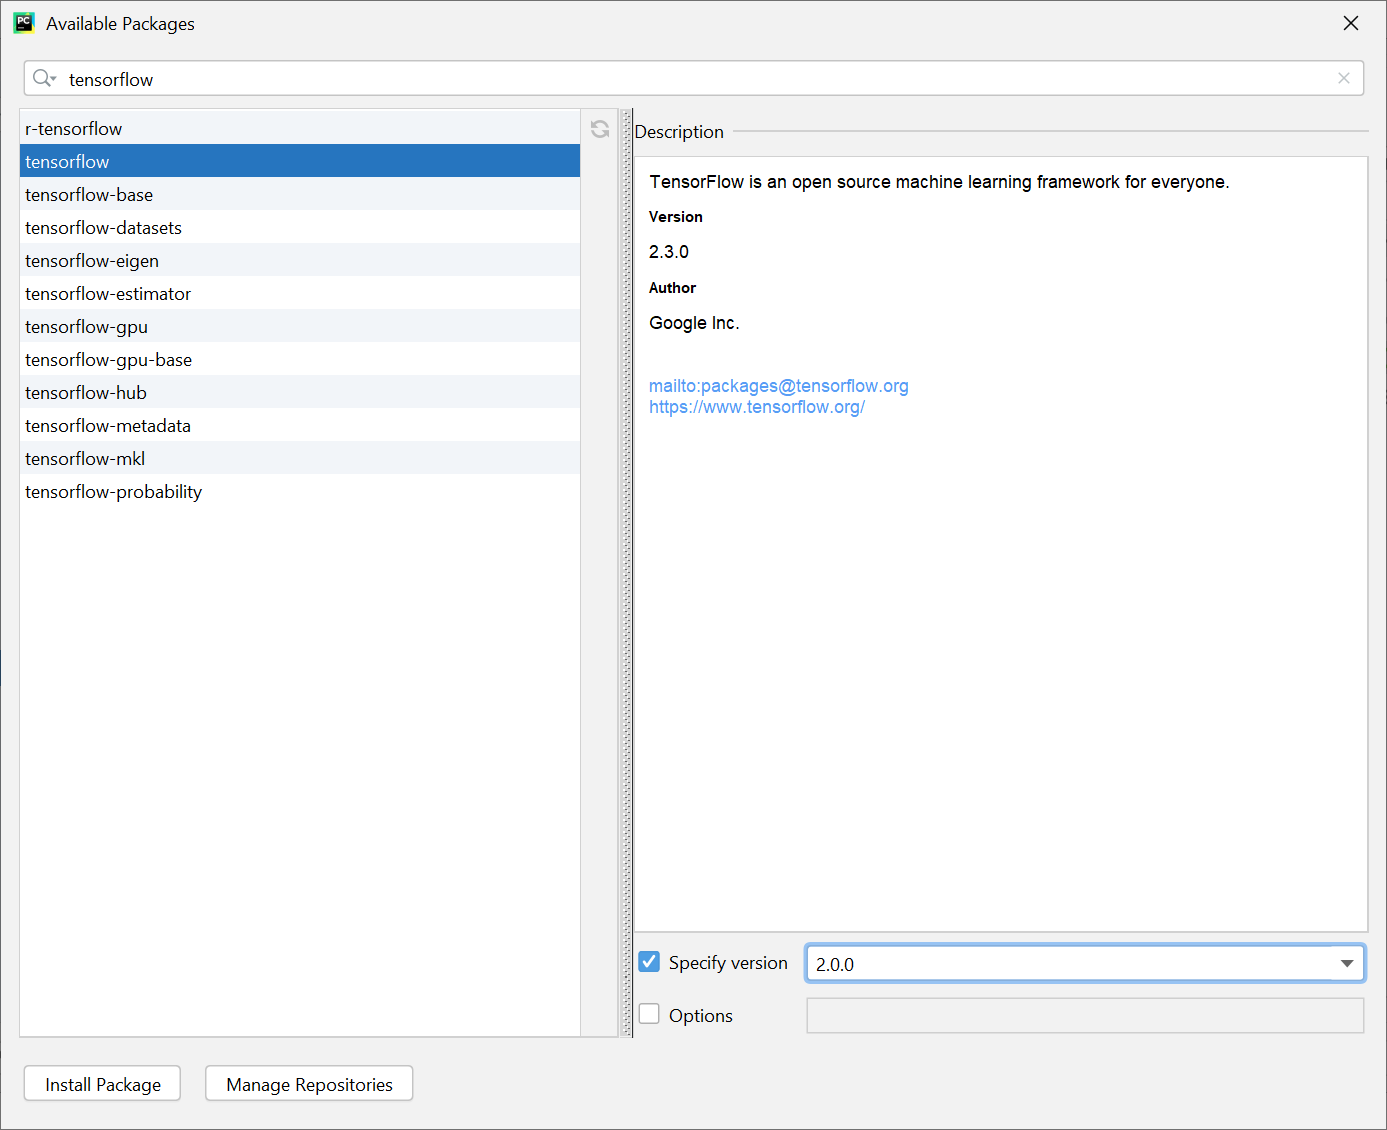 PC
Available Packages
tensorflow
r-tensorflow
tensorflow
tensorflow-base
tensorflow-datasets
tensorflow-eigen
tensorflow-estimator
tensorflow-gpu
tensorflow-gpu-base
tensorflow-hub
tensorflow-metadata
tensorflow-mkl
tensorflow-probability
Description
TensorFlow is an open source machine learning framework for everyone.
Version
2.3.0
Author
Google Inc.
mailto:packages@tensorflow.org
https://www.tensorflow.org/
Specify version
2.0.0
Options
Install Package
Manage Repositories